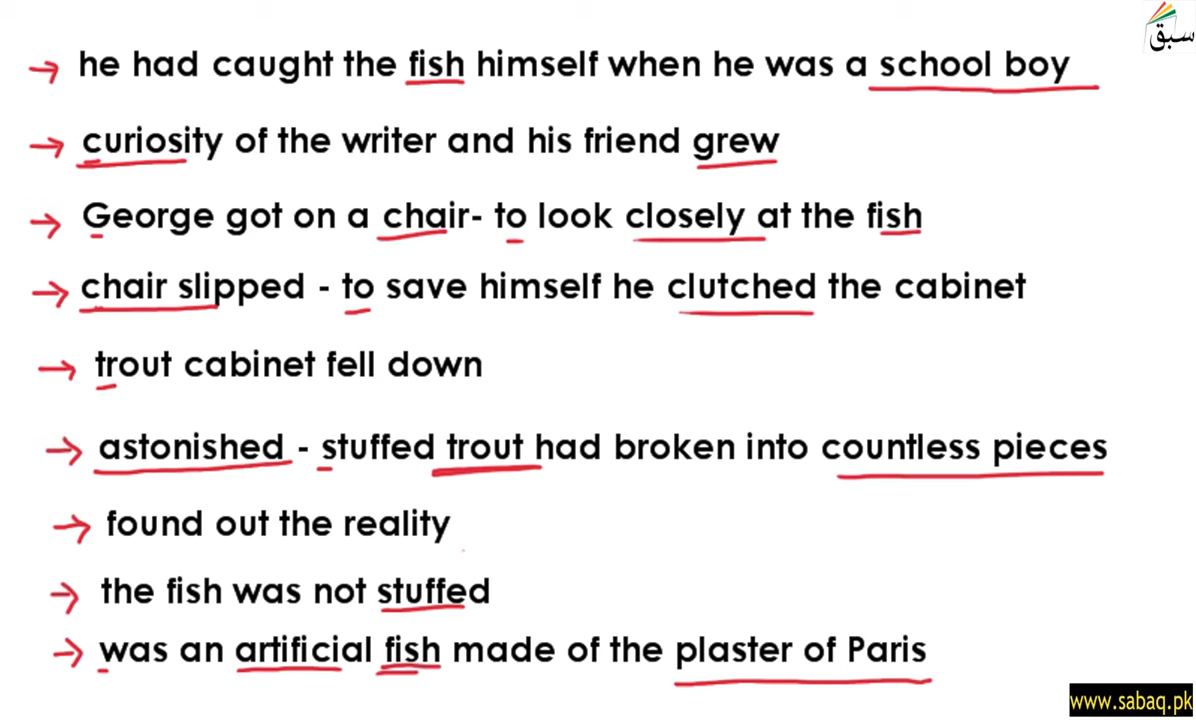 سبق
he had caught the fish himself when he was a school boy
curiosity of the writer and his friend grew
George got on a chair- to look closely at the fish
chair slipped - to save himself he clutched the cabinet
trout cabinet fell down
astonished - stuffed trout had broken into countless pieces
found out the reality
the fish was not stuffed
was an artificial fish made of the plaster of Paris
www.sabaq.pk